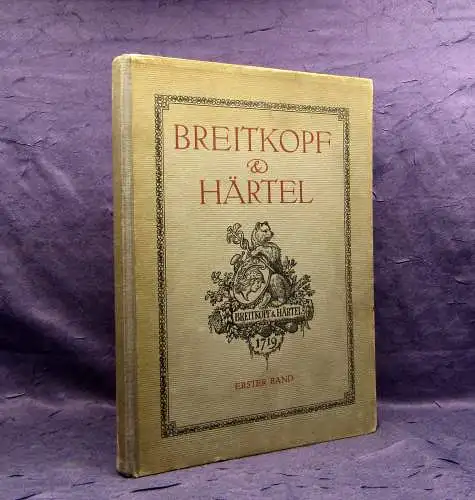 BREITKOPF
&
HÄRTEL
BREITKOPF & HÄRTEL
1719
ERSTER BAND